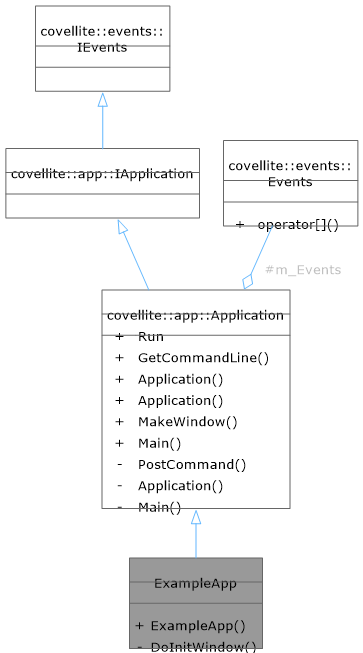 covellite::events::
IEvents
covellite::app::IApplication
covellite::events::
Events
+ operator[]()
#m_Events
covellite::app::Application
+ Run
+ GetCommandLine()
+ Application()
+ Application()
+ MakeWindow()
+ Main()
- PostCommand()
- Application()
- Main()
ExampleApp
+ ExampleApp()
- DoInitWindow()